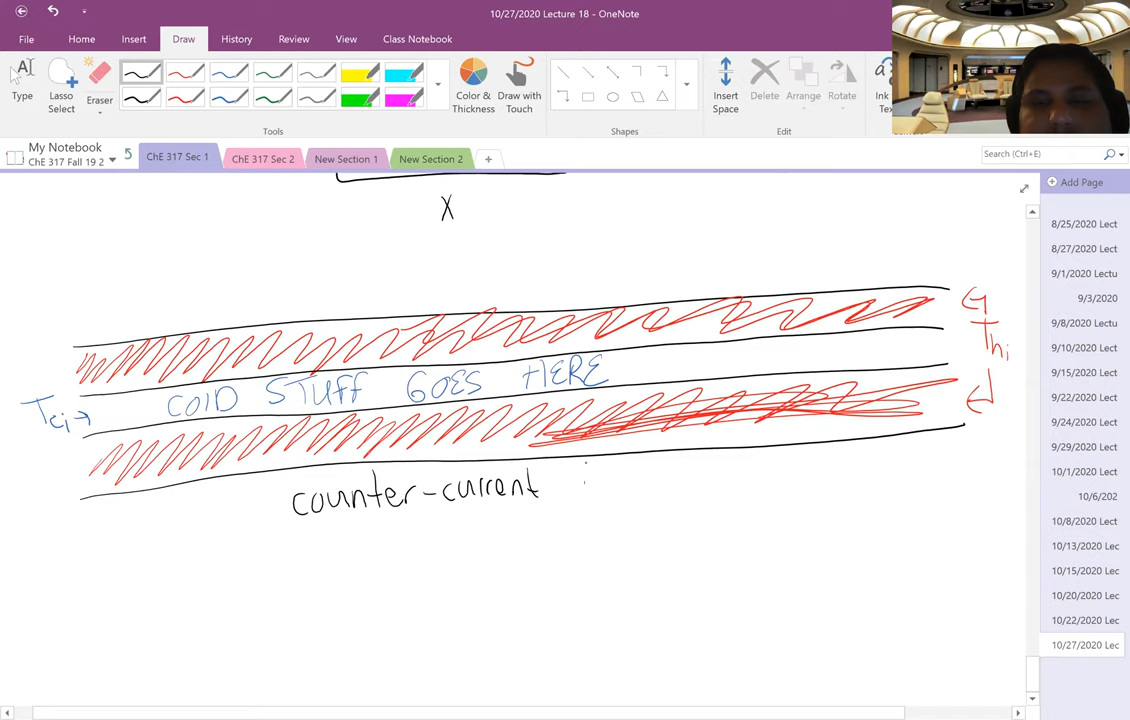 10/27/2020 Lecture 18 - OneNote
File Home Insert Draw History Review View Class Notebook
Type
Lasso Select
Eraser
Color & Thickness
Draw with Touch
Insert Space
Delete
Arrange
Rotate
Ink
Tex
Tools
Shapes
Edit
My Notebook
ChE 317 Fall 19 2
ChE 317 Sec 1
ChE 317 Sec 2
New Section 1
New Section 2
+
Search (Ctrl+E)
Add Page
8/25/2020 Lect
8/27/2020 Lect
9/1/2020 Lectu
9/3/2020
9/8/2020 Lectu
9/10/2020 Lect
9/15/2020 Lect
9/22/2020 Lect
9/24/2020 Lect
9/29/2020 Lect
10/1/2020 Lect
10/6/202
10/8/2020 Lect
10/13/2020 Lec
10/15/2020 Lec
10/20/2020 Lec
10/22/2020 Lec
10/27/2020 Lec
X
Thi
Tci
COlD STUFF GOES HERE
counter-current